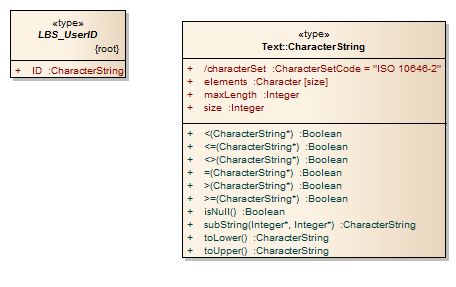 «type»
LBS_UserID
{root}
+ ID :CharacterString
«type»
Text::CharacterString
+ /characterSet :CharacterSetCode = "ISO 10646-2"
+ elements :Character [size]
+ maxLength :Integer
+ size :Integer
+ <(CharacterString*) :Boolean
+ <=(CharacterString*) :Boolean
+ <>(CharacterString*) :Boolean
+ =(CharacterString*) :Boolean
+ >(CharacterString*) :Boolean
+ >=(CharacterString*) :Boolean
+ isNull() :Boolean
+ subString(Integer*, Integer*) :CharacterString
+ toLower() :CharacterString
+ toUpper() :CharacterString